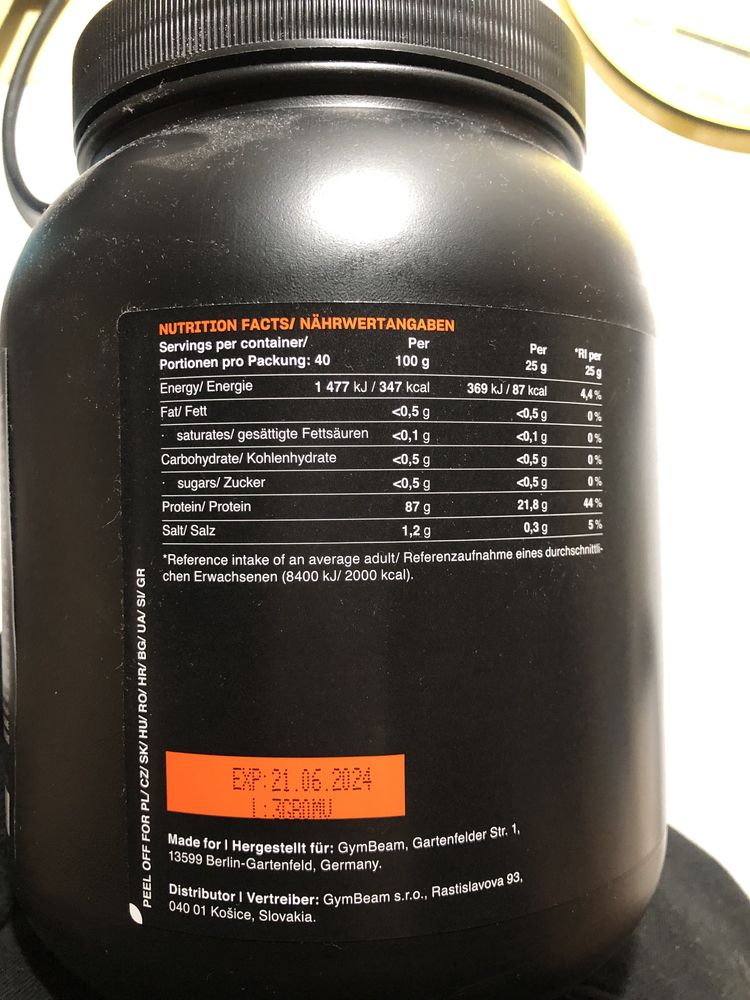 NUTRITION FACTS/ NÄHRWERTANGABEN
Servings per container/ Per Per *RI per
Portionen pro Packung: 40 100 g 25 g 25 g
Energy/ Energie 1 477 kJ / 347 kcal 369 kJ / 87 kcal 4,4 %
Fat/ Fett <0,5 g <0,5 g 0 %
· saturates/ gesättigte Fettsäuren <0,1 g <0,1 g 0 %
Carbohydrate/ Kohlenhydrate <0,5 g <0,5 g 0 %
· sugars/ Zucker <0,5 g <0,5 g 0 %
Protein/ Protein 87 g 21,8 g 44 %
Salt/ Salz 1,2 g 0,3 g 5 %
*Reference intake of an average adult/ Referenzaufnahme eines durchschnittli-
chen Erwachsenen (8400 kJ/ 2000 kcal).
PEEL OFF FOR PL/ CZ/ SK/ HU/ RO/ HR/ BG/ UA/ SI/ GR
EXP:21.06.2024
Made for | Hergestellt für: GymBeam, Gartenfelder Str. 1,
13599 Berlin-Gartenfeld, Germany.
Distributor | Vertreiber: GymBeam s.r.o., Rastislavova 93,
040 01 Košice, Slovakia.